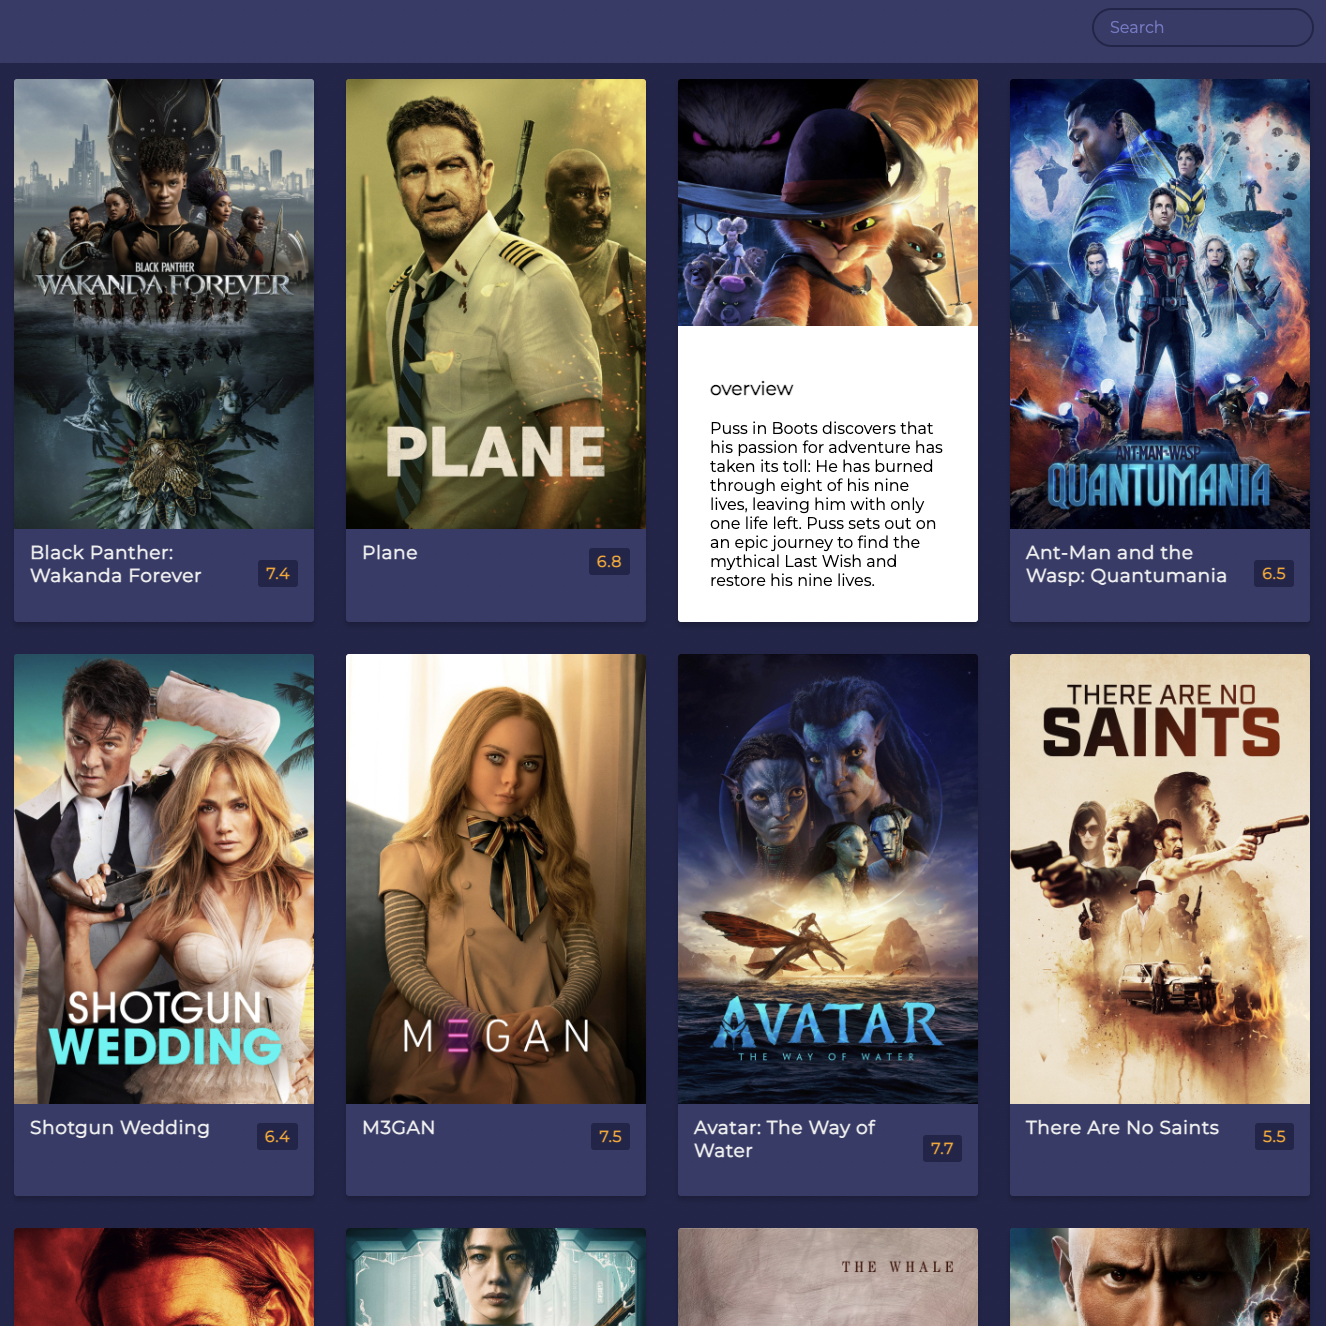 Search
BLACK PANTHER
WAKANDA FOREVER
Black Panther:
Wakanda Forever
7.4
PLANE
Plane
6.8
overview
Puss in Boots discovers that
his passion for adventure has
taken its toll: He has burned
through eight of his nine
lives, leaving him with only
one life left. Puss sets out on
an epic journey to find the
mythical Last Wish and
restore his nine lives.
ANT-MAN AND THE WASP
QUANTUMANIA
Ant-Man and the
Wasp: Quantumania
6.5
SHOTGUN
WEDDING
Shotgun Wedding
6.4
M3GAN
M3GAN
7.5
AVATAR
THE WAY OF WATER
Avatar: The Way of
Water
7.7
THERE ARE NO
SAINTS
There Are No Saints
5.5
THE WHALE